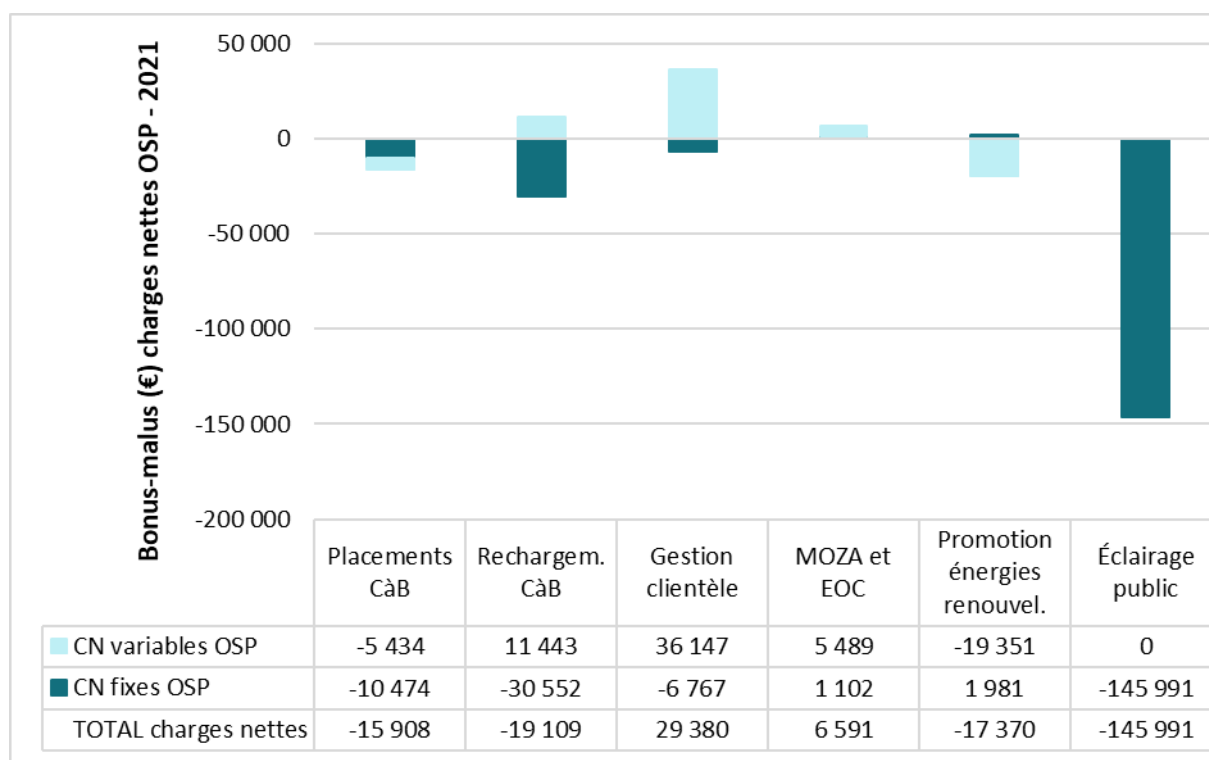 Bonus-malus (€) charges nettes OSP - 2021
50 000
0
-50 000
-100 000
-150 000
-200 000
Placements CàB
Rechargem. CàB
Gestion clientèle
MOZA et EOC
Promotion énergies renouvel.
Éclairage public
CN variables OSP -5 434 11 443 36 147 5 489 -19 351 0
CN fixes OSP -10 474 -30 552 -6 767 1 102 1 981 -145 991
TOTAL charges nettes -15 908 -19 109 29 380 6 591 -17 370 -145 991